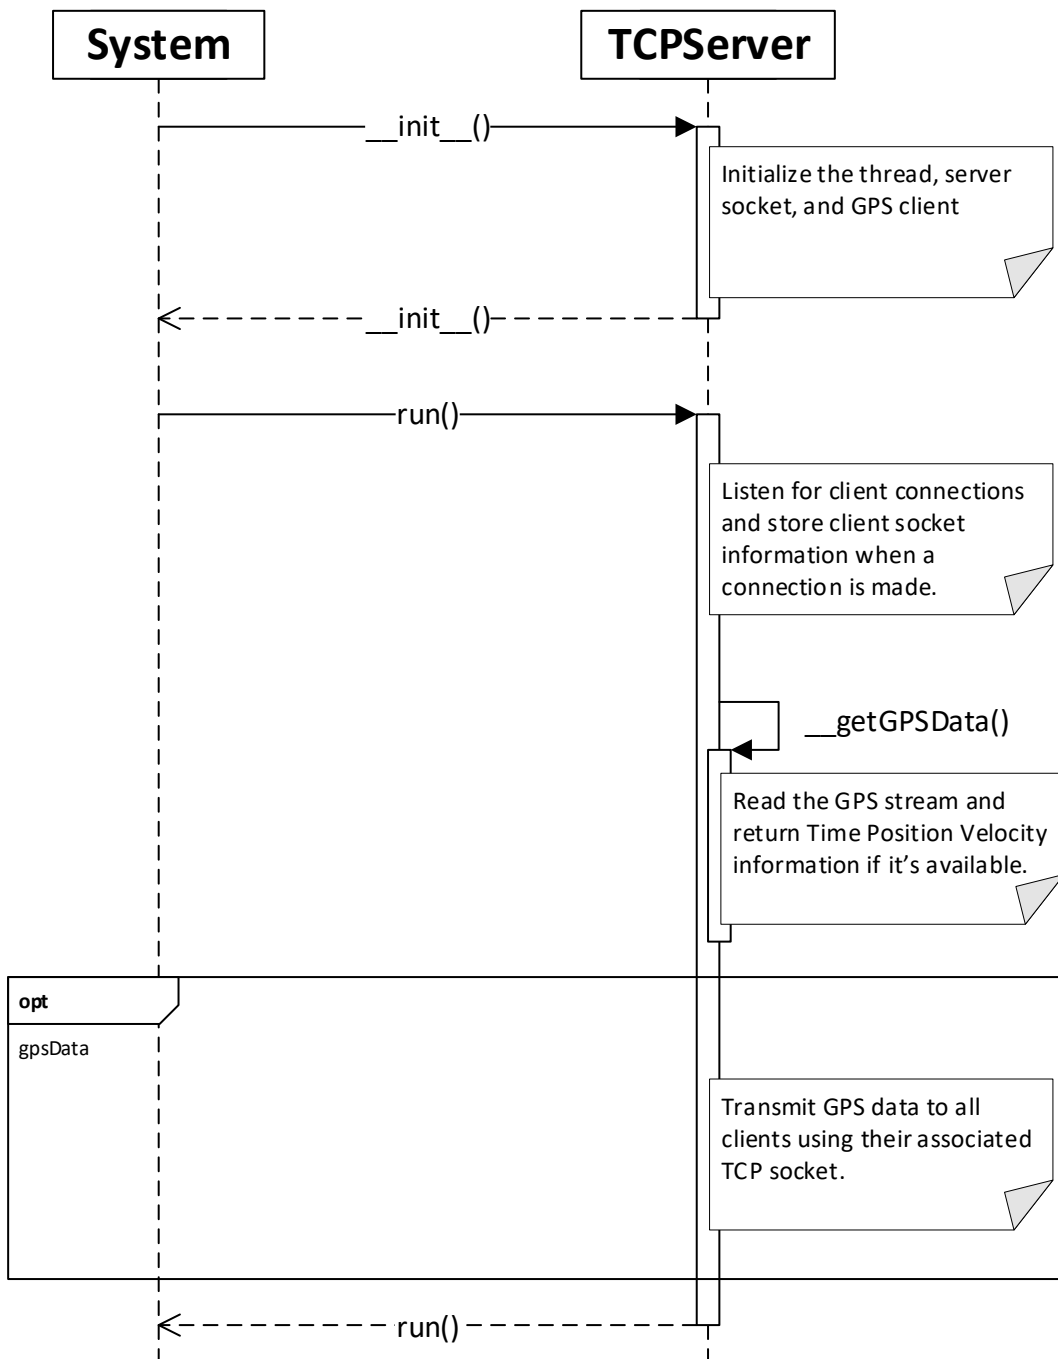 System
TCPServer
__init__()
Initialize the thread, server
socket, and GPS client
__init__()
run()
Listen for client connections
and store client socket
information when a
connection is made.
__getGPSData()
Read the GPS stream and
return Time Position Velocity
information if it’s available.
opt
gpsData
Transmit GPS data to all
clients using their associated
TCP socket.
run()